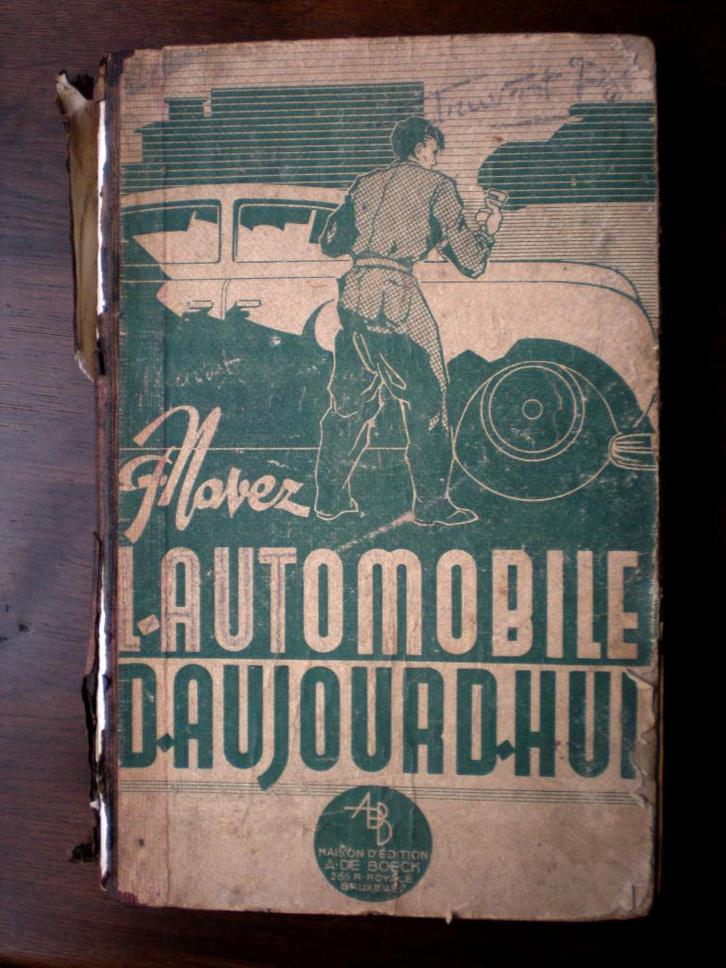 F. Navez
L'AUTOMOBILE
D'AUJOURD'HUI
ABD
MAISON D'ÉDITION
A. DE BOECK
265 R. ROYALE
BRUXELLES